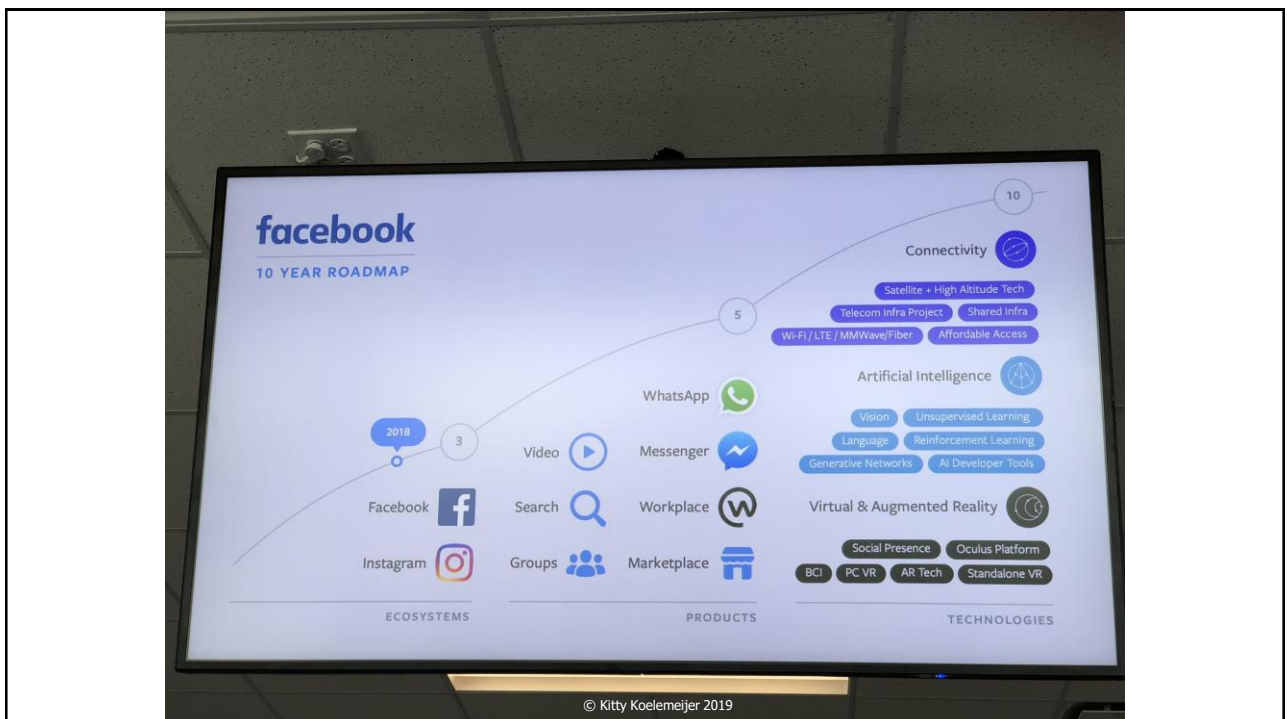 facebook
10 YEAR ROADMAP
2018
3
5
10
Facebook
Instagram
ECOSYSTEMS
Video
Search
Groups
WhatsApp
Messenger
Workplace
Marketplace
PRODUCTS
Connectivity
Satellite + High Altitude Tech
Telecom Infra Project Shared Infra
Wi-Fi / LTE / MMWave/Fiber Affordable Access
Artificial Intelligence
Vision Unsupervised Learning
Language Reinforcement Learning
Generative Networks AI Developer Tools
Virtual & Augmented Reality
Social Presence Oculus Platform
BCI PC VR AR Tech Standalone VR
TECHNOLOGIES
© Kitty Koelemeijer 2019